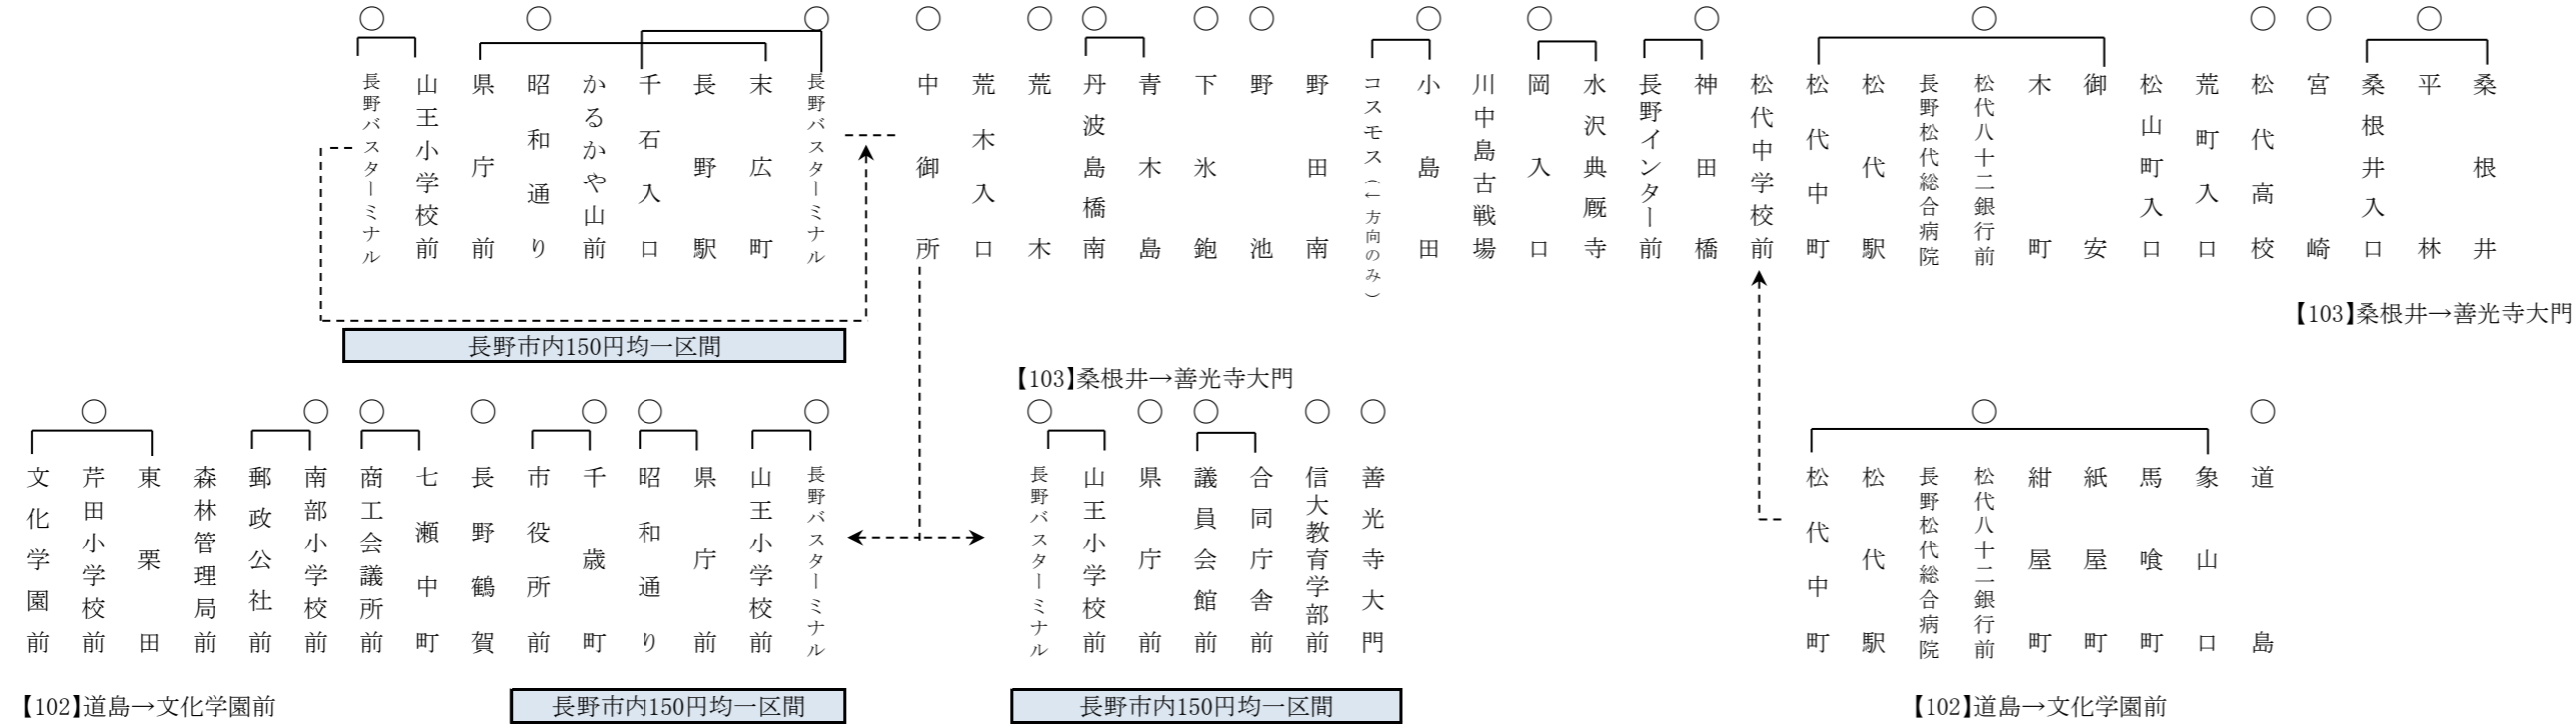 長野バスターミナル
山王小学校前
県庁前
昭和通り
かるかや山前
千石入口
長野駅
末広町
長野バスターミナル
中御所
荒木入口
荒木
丹波島橋南
青木島
下氷鉋
野池
野田南
コスモス(←方向のみ)
小島田
川中島古戦場
岡入口
水沢典厩寺
長野インター前
神田橋
松代中学校前
松代中町
松代駅
長野松代総合病院
松代八十二銀行前
木町
御安
松山町入口
荒町入口
松代高校
宮崎
桑根井入口
平林
桑根井
【103】桑根井→善光寺大門
長野市内150円均一区間
【103】桑根井→善光寺大門
文化学園前
芹田小学校前
東栗田
森林管理局前
郵政公社前
南部小学校前
商工会議所前
七瀬中町
長野鶴賀
市役所前
千歳町
昭和通り
県庁前
山王小学校前
長野バスターミナル
長野バスターミナル
山王小学校前
県庁前
議員会館前
合同庁舎前
信大教育学部前
善光寺大門
松代中町
松代駅
長野松代総合病院
松代八十二銀行前
紺屋町
紙屋町
馬喰町
象山口
道島
【102】道島→文化学園前
長野市内150円均一区間
長野市内150円均一区間
【102】道島→文化学園前